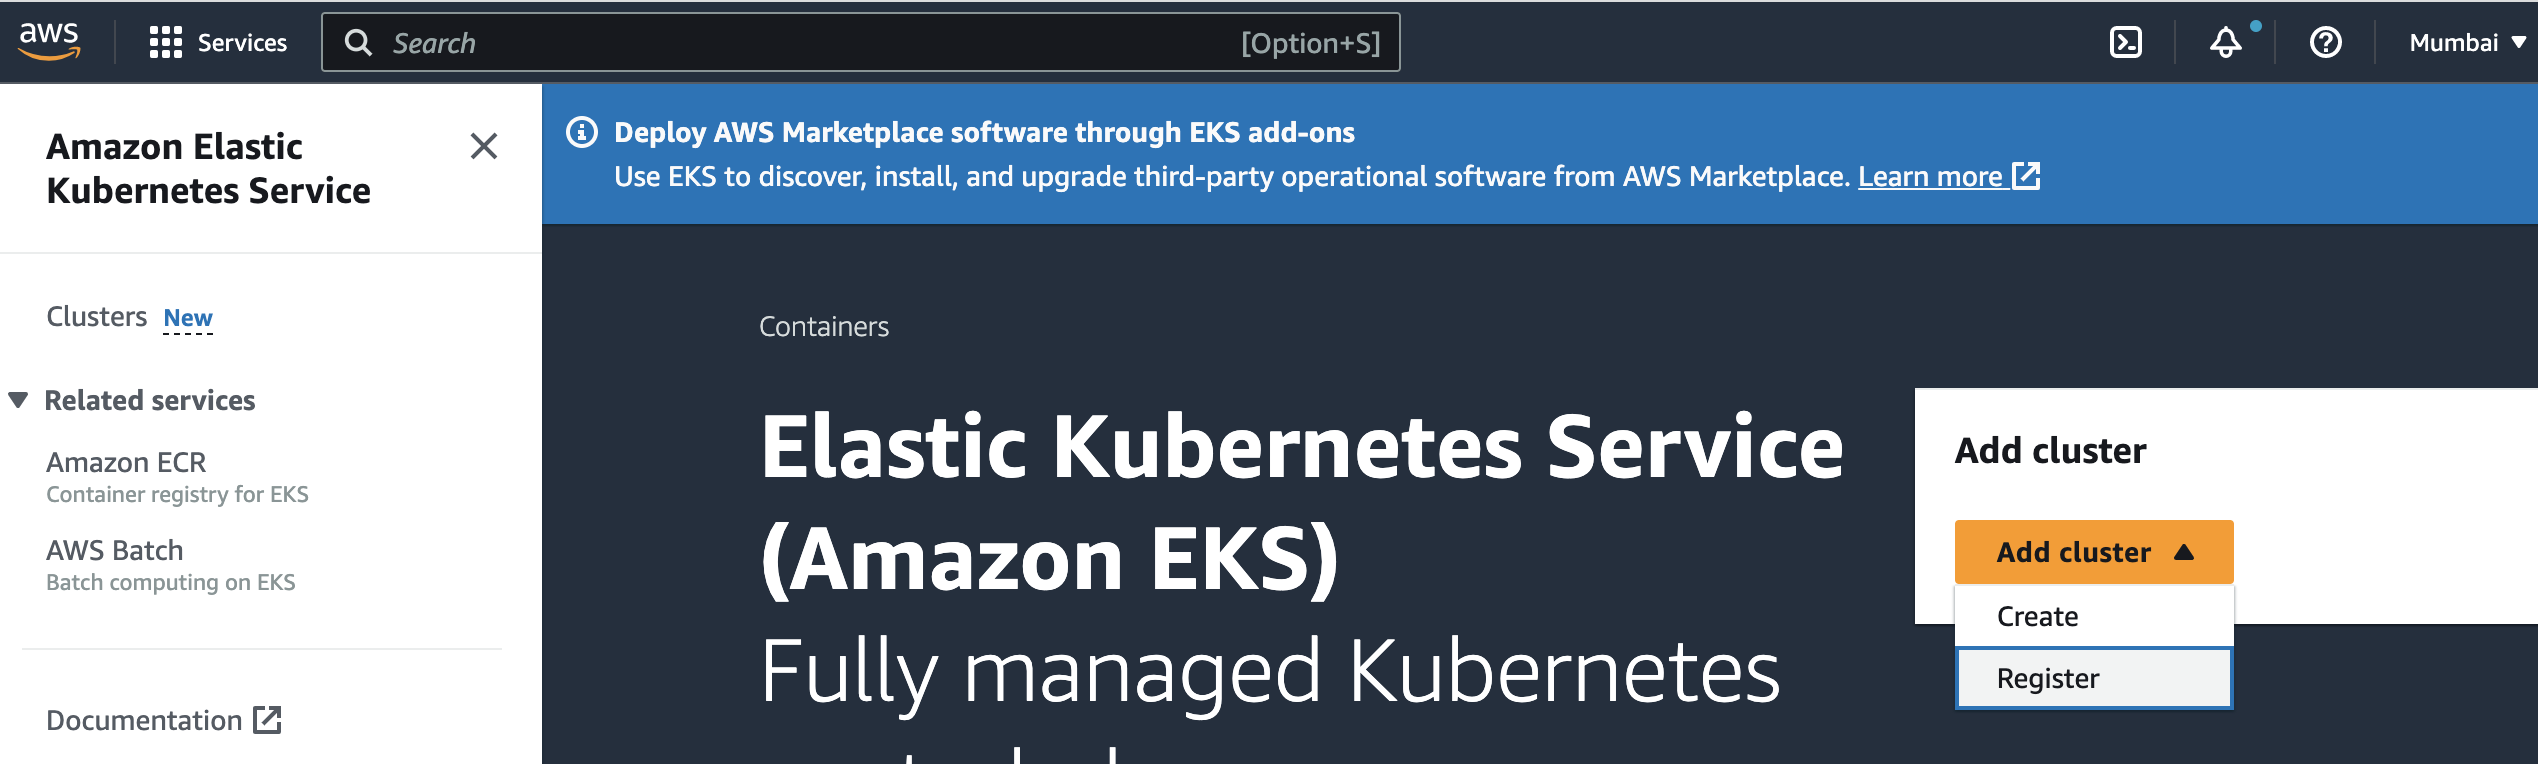 aws
Services
Search
[Option+S]
Mumbai
Amazon Elastic
Kubernetes Service
Clusters New
Related services
Amazon ECR
Container registry for EKS
AWS Batch
Batch computing on EKS
Documentation
Deploy AWS Marketplace software through EKS add-ons
Use EKS to discover, install, and upgrade third-party operational software from AWS Marketplace. Learn more
Containers
Elastic Kubernetes Service
(Amazon EKS)
Fully managed Kubernetes
Add cluster
Add cluster
Create
Register